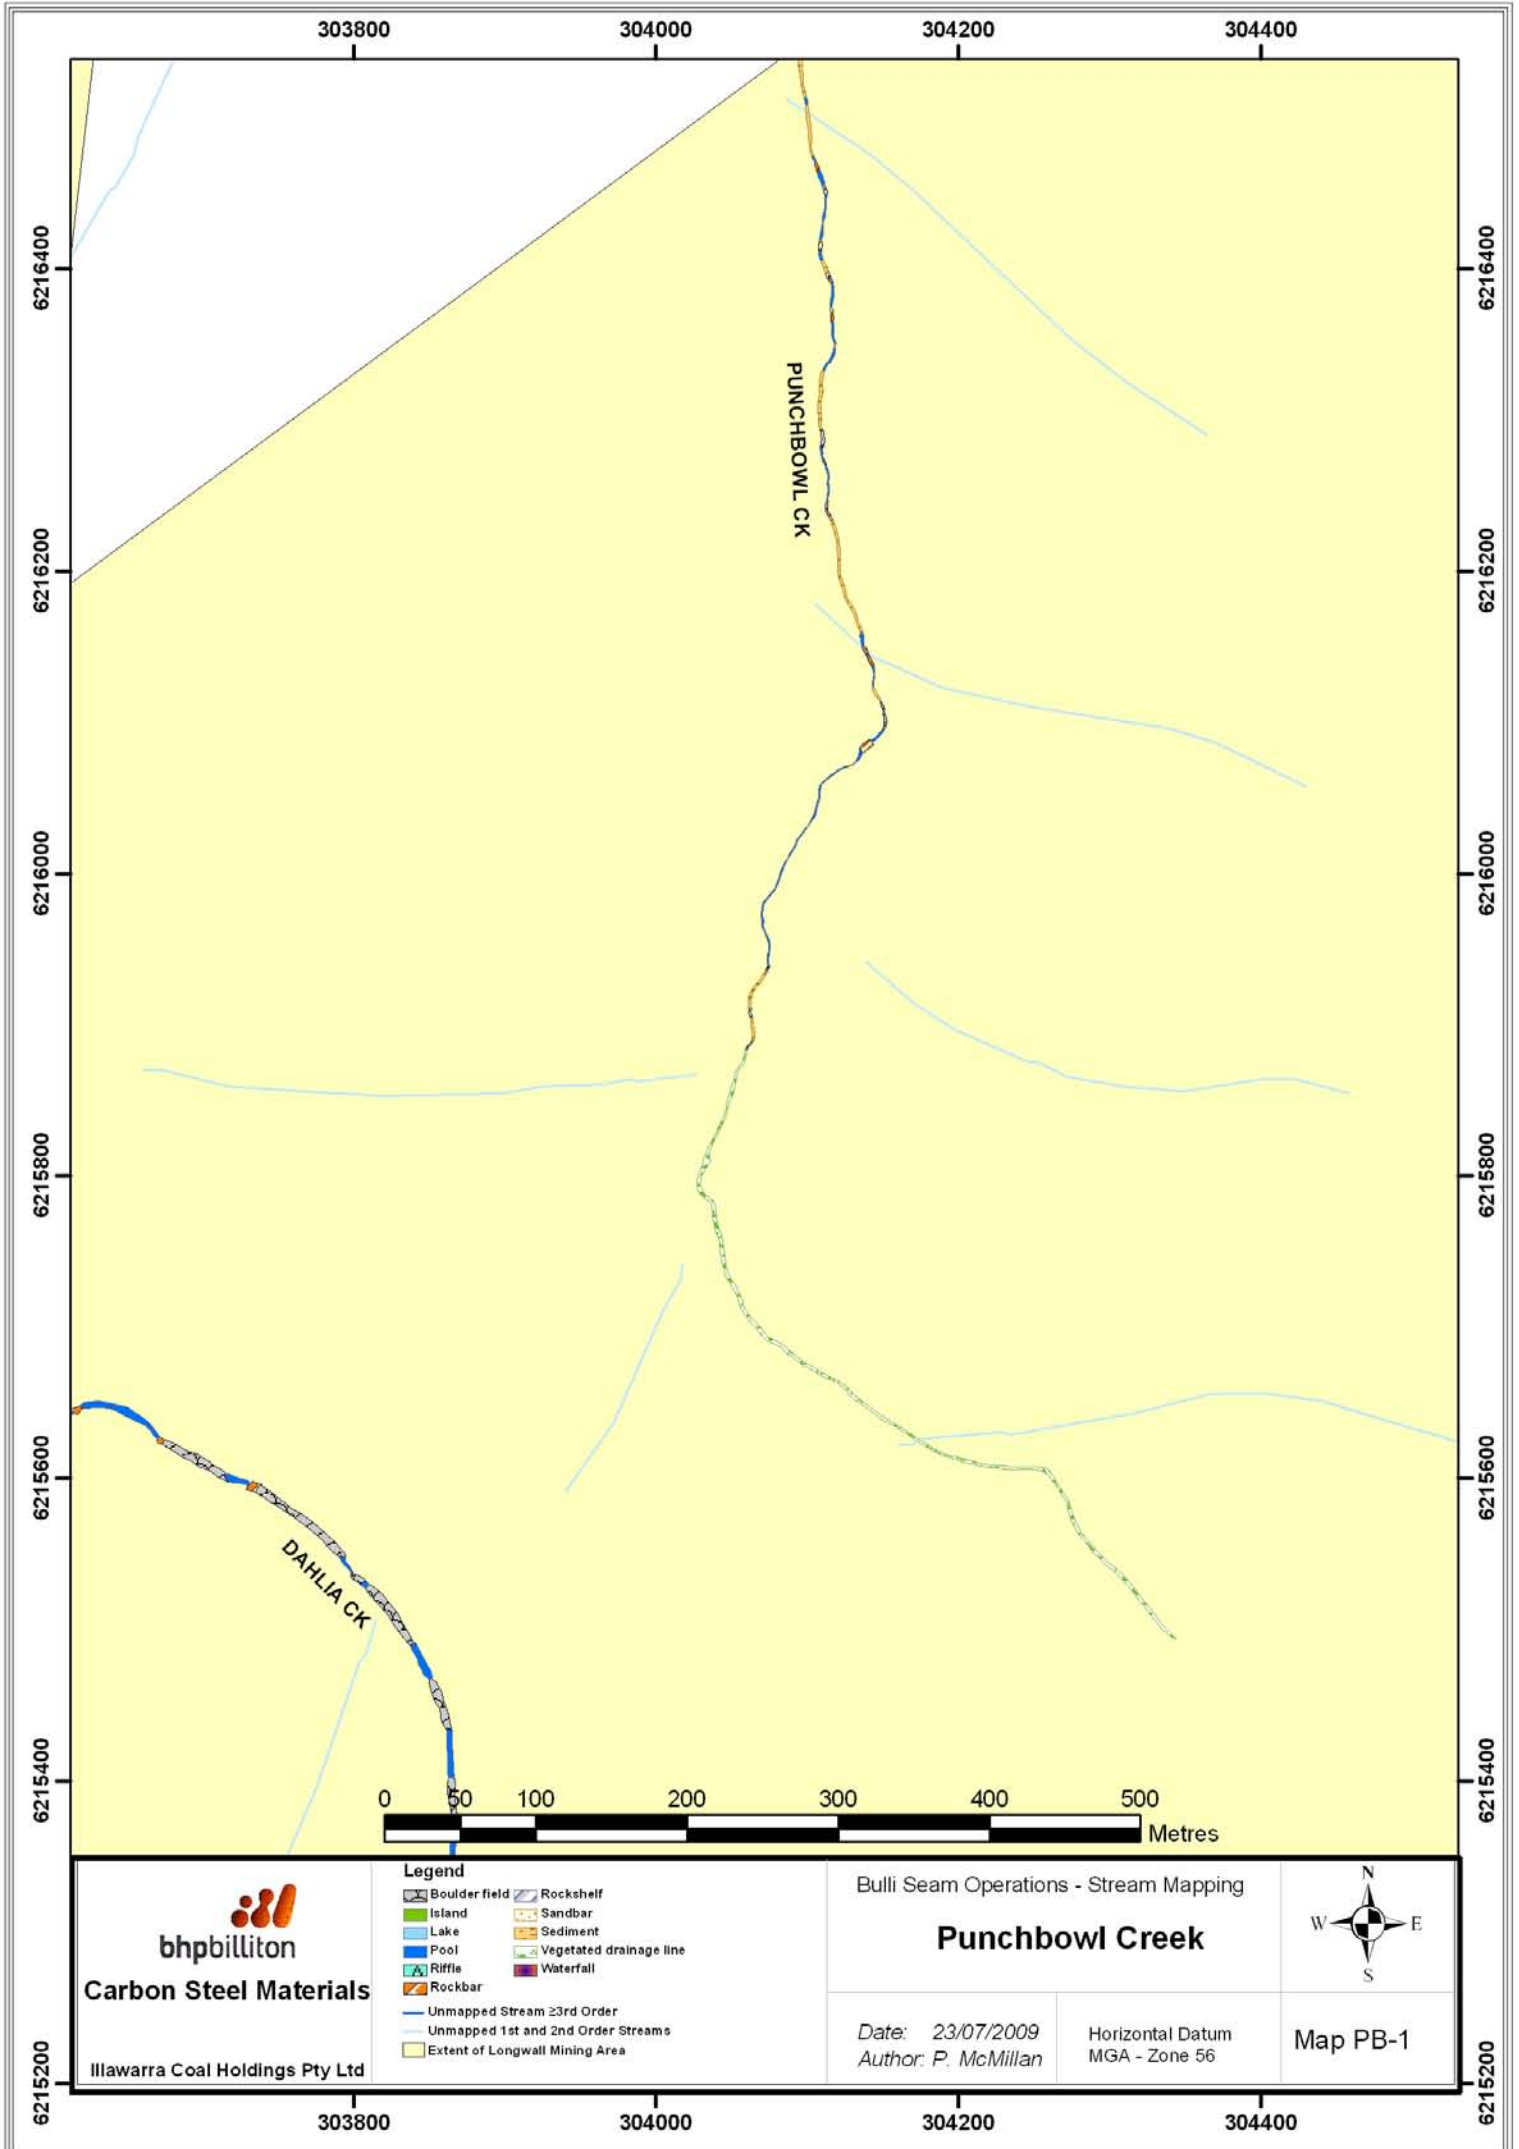 303800 304000 304200 304400
6216400 6216400
PUNCHBOWL CK
6216200 6216200
6216000 6216000
6215800 6215800
6215600 6215600
DAHLIA CK
6215400 6215400
0 50 100 200 300 400 500
Metres
bhpbilliton
Carbon Steel Materials
Illawarra Coal Holdings Pty Ltd
Legend
Boulder field Rockshelf
Island Sandbar
Lake Sediment
Pool Vegetated drainage line
Riffle Waterfall
Rockbar
Unmapped Stream ≥3rd Order
Unmapped 1st and 2nd Order Streams
Extent of Longwall Mining Area
Bulli Seam Operations - Stream Mapping
Punchbowl Creek
Date: 23/07/2009
Author: P. McMillan
Horizontal Datum
MGA - Zone 56
N
W E
S
Map PB-1
6215200 6215200
303800 304000 304200 304400